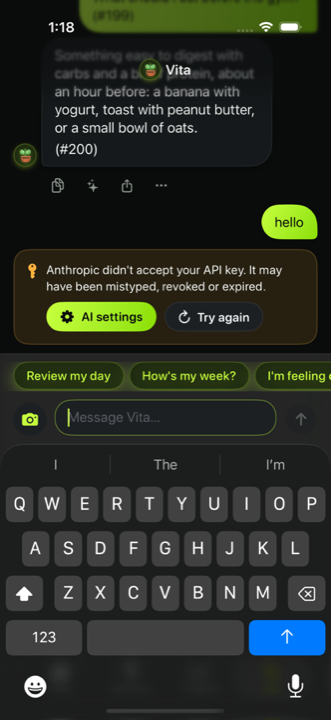 1:18
(#199)
Vita
Something easy to digest with
carbs and a b protein, about
an hour before: a banana with
yogurt, toast with peanut butter,
or a small bowl of oats.
(#200)
hello
Anthropic didn't accept your API key. It may
have been mistyped, revoked or expired.
AI settings
Try again
Review my day
How's my week?
I'm feeling
Message Vita...
I
The
I'm
Q W E R T Y U I O P
A S D F G H J K L
Z X C V B N M
123